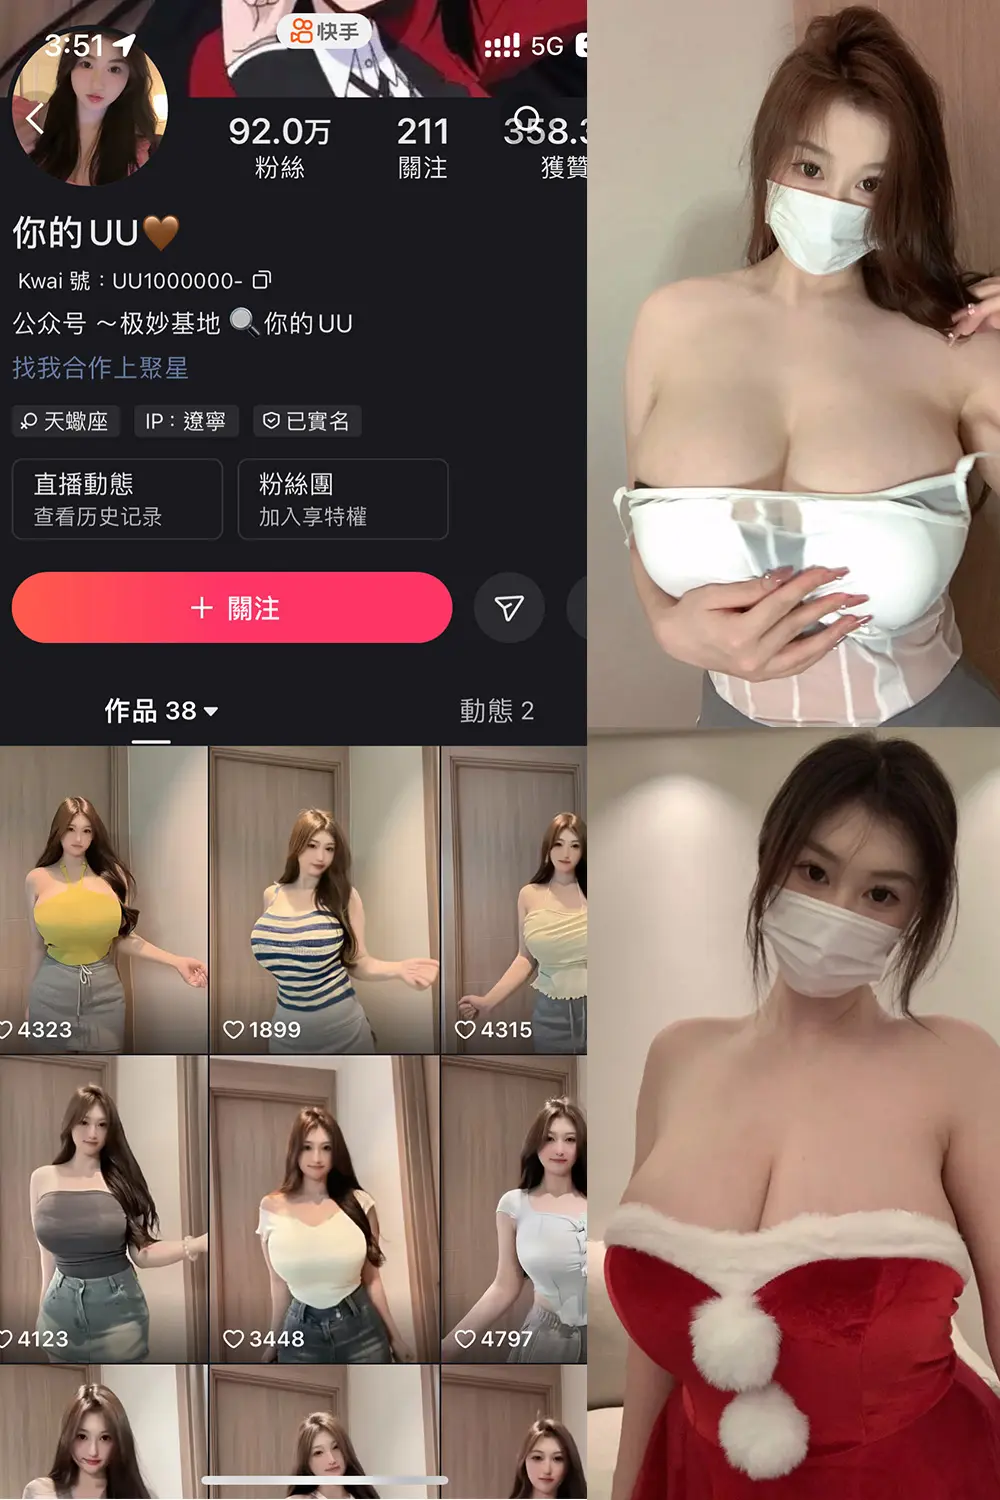 3:51
快手
5G
92.0万
211
358.3
粉絲
關注
獲贊
你的UU🤎
Kwai 號：UU1000000-
公众号 ～极妙基地 🔍你的UU
找我合作上聚星
天蠍座
IP：遼寧
已實名
直播動態
查看历史记录
粉絲團
加入享特權
＋ 關注
作品 38
動態 2
4323
1899
4315
4123
3448
4797